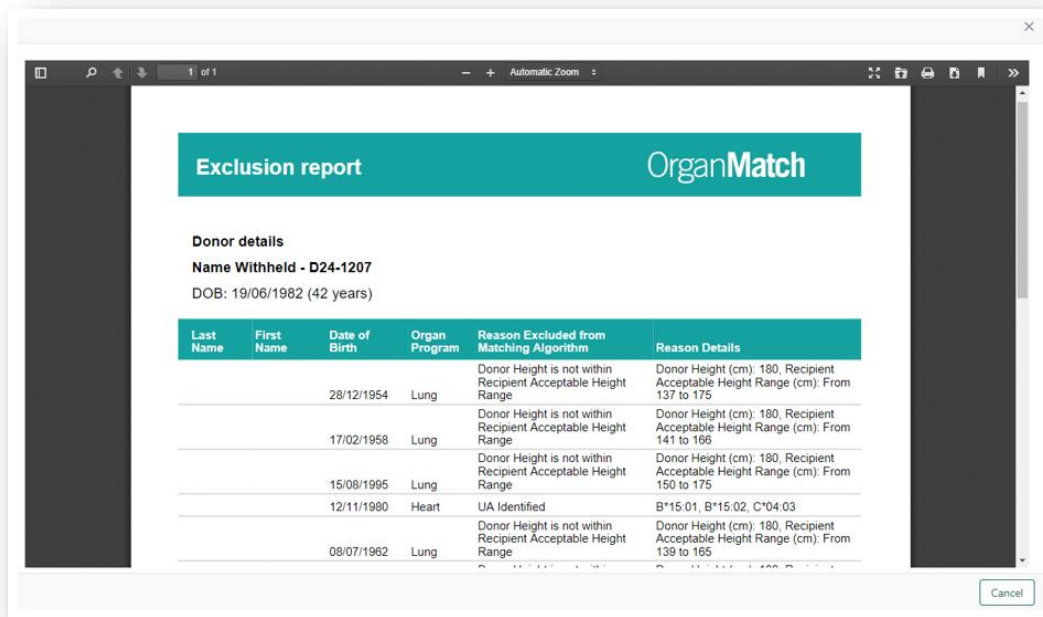 ×
1 of 1
− + Automatic Zoom
Exclusion report
OrganMatch
Donor details
Name Withheld - D24-1207
DOB: 19/06/1982 (42 years)
Last Name First Name Date of Birth Organ Program Reason Excluded from Matching Algorithm Reason Details
28/12/1954 Lung Donor Height is not within Recipient Acceptable Height Range Donor Height (cm): 180, Recipient Acceptable Height Range (cm): From 137 to 175
17/02/1958 Lung Donor Height is not within Recipient Acceptable Height Range Donor Height (cm): 180, Recipient Acceptable Height Range (cm): From 141 to 166
15/08/1995 Lung Donor Height is not within Recipient Acceptable Height Range Donor Height (cm): 180, Recipient Acceptable Height Range (cm): From 150 to 175
12/11/1980 Heart UA Identified B*15:01, B*15:02, C*04:03
08/07/1962 Lung Donor Height is not within Recipient Acceptable Height Range Donor Height (cm): 180, Recipient Acceptable Height Range (cm): From 139 to 165
Cancel